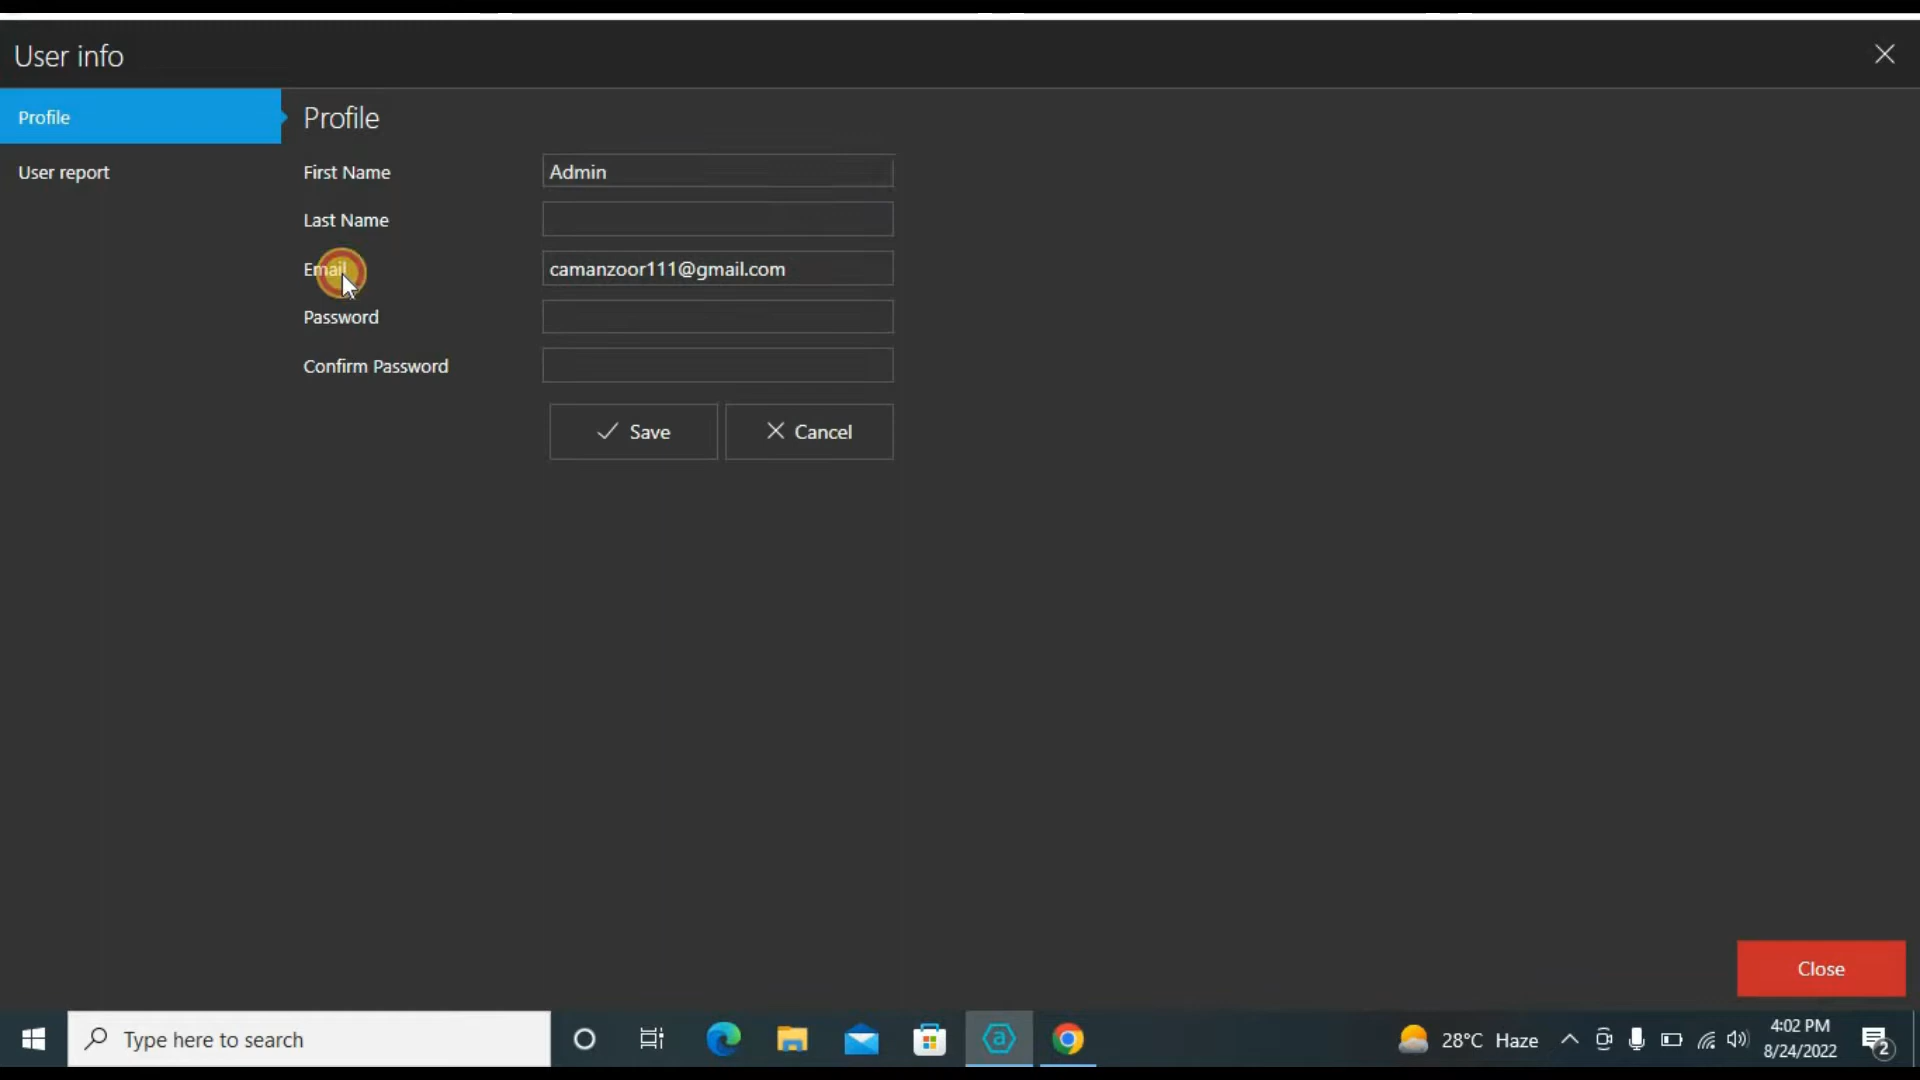 User info
Profile
User report
Profile
First Name
Admin
Last Name
Email
camanzoor111@gmail.com
Password
Confirm Password
Save
Cancel
Close
Type here to search
28°C Haze
4:02 PM
8/24/2022
2